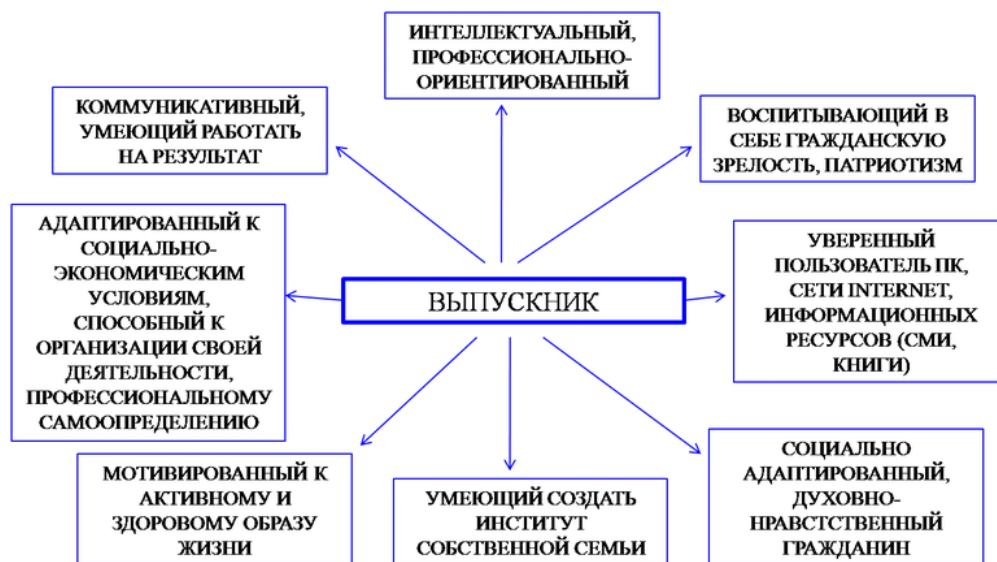 ИНТЕЛЛЕКТУАЛЬНЫЙ,
ПРОФЕССИОНАЛЬНО-
ОРИЕНТИРОВАННЫЙ
КОММУНИКАТИВНЫЙ,
УМЕЮЩИЙ РАБОТАТЬ
НА РЕЗУЛЬТАТ
ВОСПИТЫВАЮЩИЙ В
СЕБЕ ГРАЖДАНСКУЮ
ЗРЕЛОСТЬ, ПАТРИОТИЗМ
АДАПТИРОВАННЫЙ К
СОЦИАЛЬНО-
ЭКОНОМИЧЕСКИМ
УСЛОВИЯМ,
СПОСОБНЫЙ К
ОРГАНИЗАЦИИ СВОЕЙ
ДЕЯТЕЛЬНОСТИ,
ПРОФЕССИОНАЛЬНОМУ
САМООПРЕДЕЛЕНИЮ
ВЫПУСКНИК
УВЕРЕННЫЙ
ПОЛЬЗОВАТЕЛЬ ПК,
СЕТИ INTERNET,
ИНФОРМАЦИОННЫХ
РЕСУРСОВ (СМИ,
КНИГИ)
МОТИВИРОВАННЫЙ К
АКТИВНОМУ И
ЗДОРОВОМУ ОБРАЗУ
ЖИЗНИ
УМЕЮЩИЙ СОЗДАТЬ
ИНСТИТУТ
СОБСТВЕННОЙ СЕМЬИ
СОЦИАЛЬНО
АДАПТИРОВАННЫЙ,
ДУХОВНО-
НРАВСТСТВЕННЫЙ
ГРАЖДАНИН